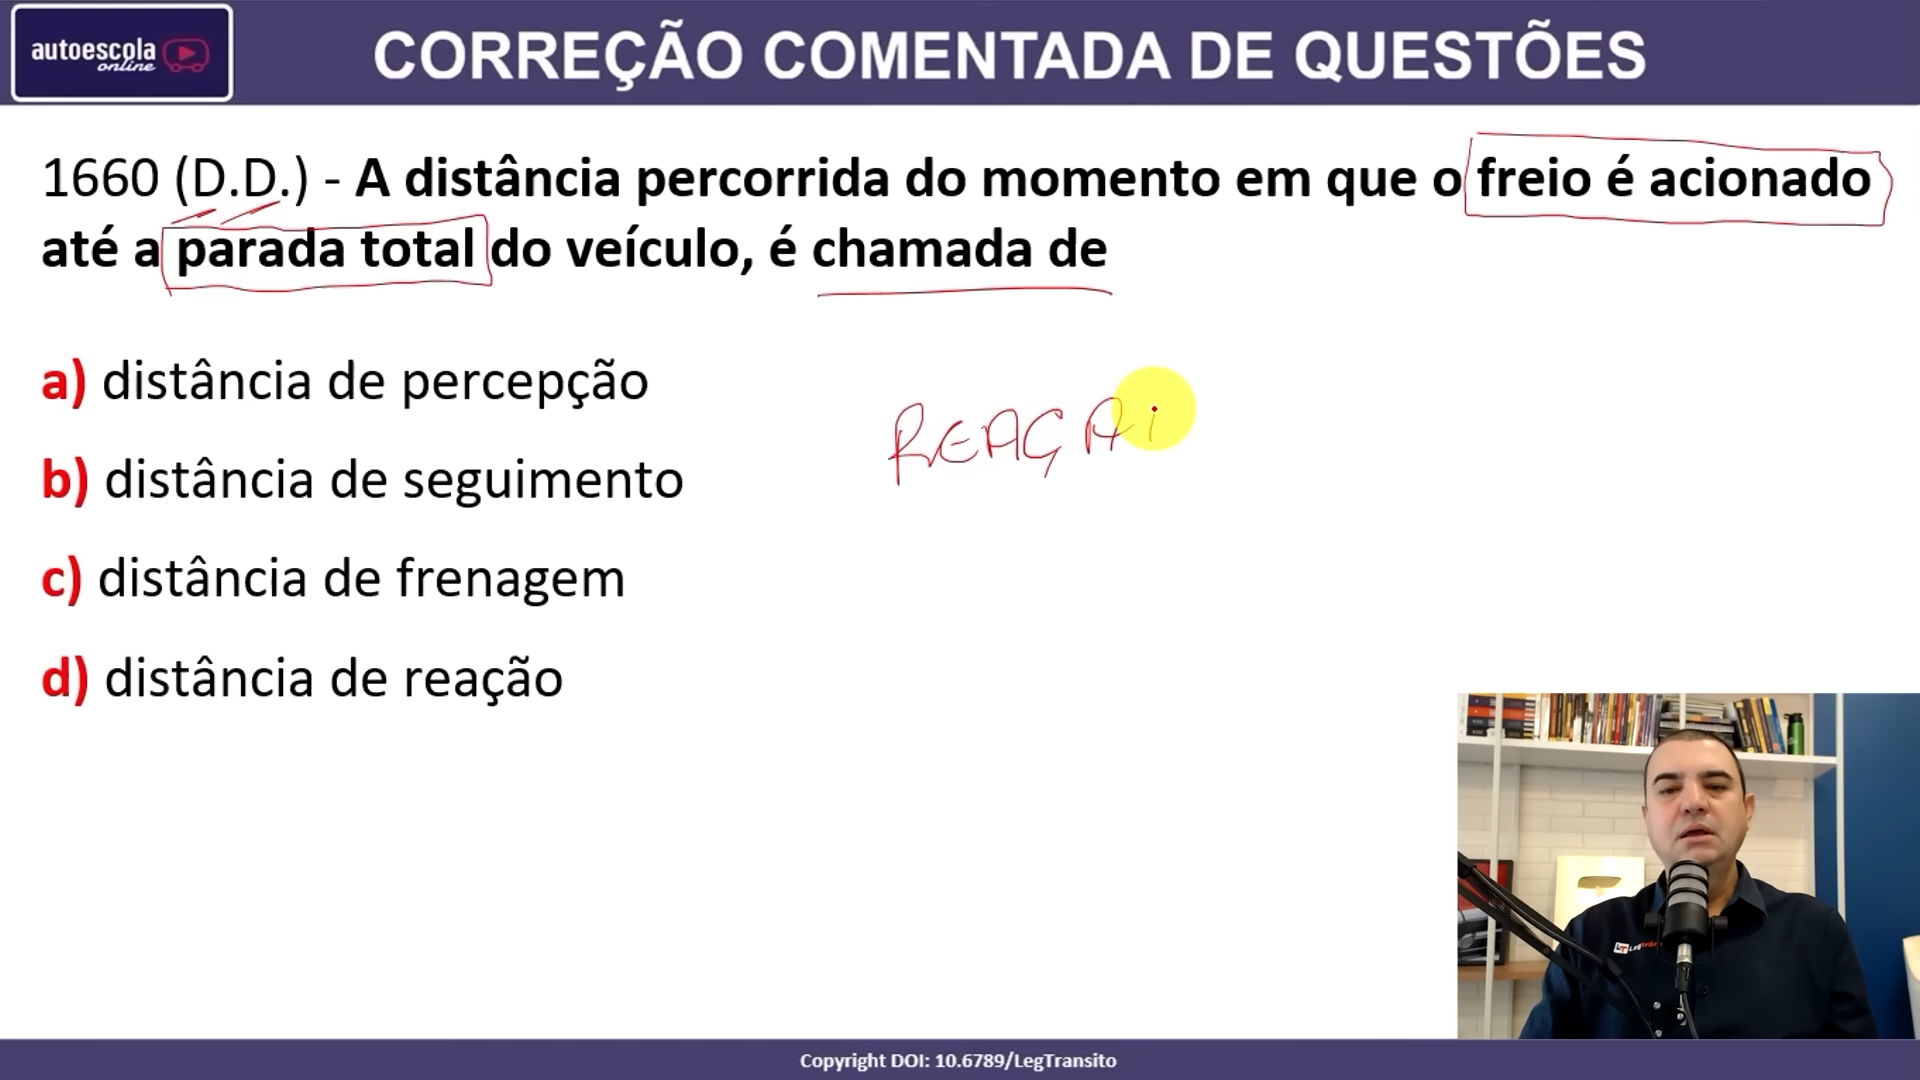 autoescola
online
CORREÇÃO COMENTADA DE QUESTÕES
1660 (D.D.) - A distância percorrida do momento em que o freio é acionado
até a parada total do veículo, é chamada de
a) distância de percepção
REAÇA
b) distância de seguimento
c) distância de frenagem
d) distância de reação
Copyright DOI: 10.6789/LegTransito